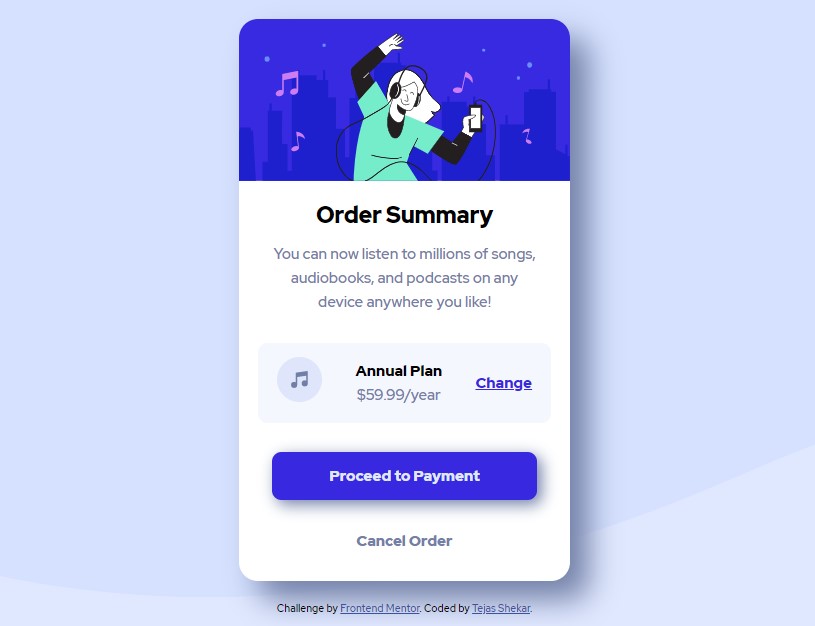 Order Summary
You can now listen to millions of songs,
audiobooks, and podcasts on any
device anywhere you like!
Annual Plan
$59.99/year
Change
Proceed to Payment
Cancel Order
Challenge by Frontend Mentor. Coded by Tejas Shekar.